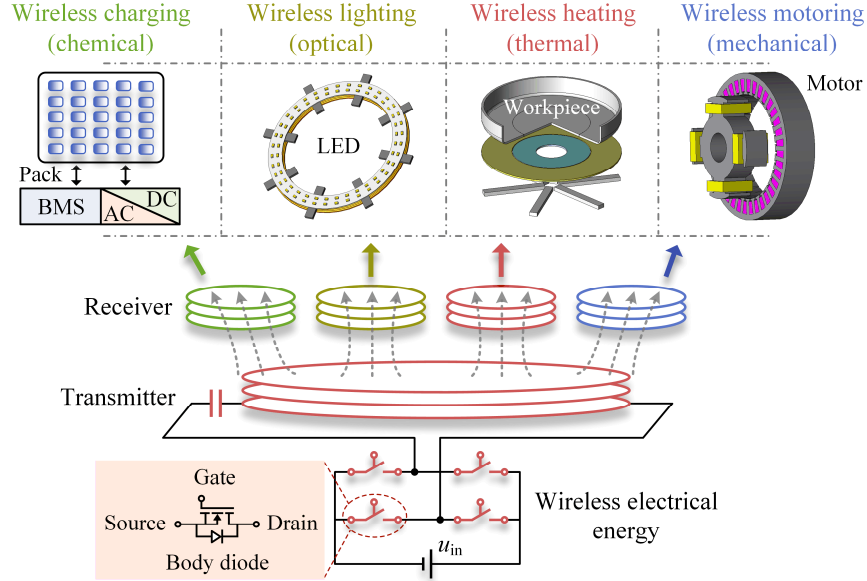 Wireless charging
(chemical)
Wireless lighting
(optical)
Wireless heating
(thermal)
Wireless motoring
(mechanical)
Pack
BMS
AC
DC
LED
Workpiece
Motor
Receiver
Transmitter
Gate
Source
Drain
Body diode
u_in
Wireless electrical
energy